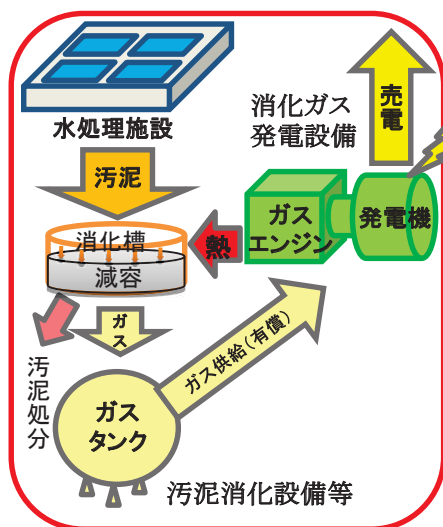 水処理施設
消化ガス
発電設備
売電
汚泥
ガス
エンジン
発電機
熱
消化槽
減容
ガス
汚泥処分
ガス供給(有償)
ガス
タンク
汚泥消化設備等